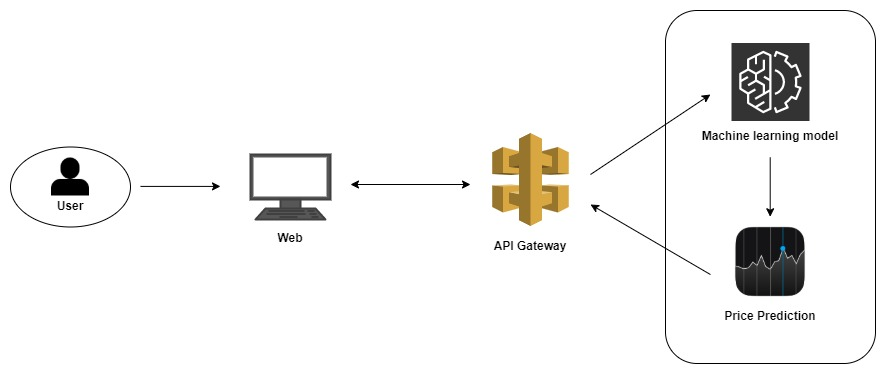 User
Web
API Gateway
Machine learning model
Price Prediction